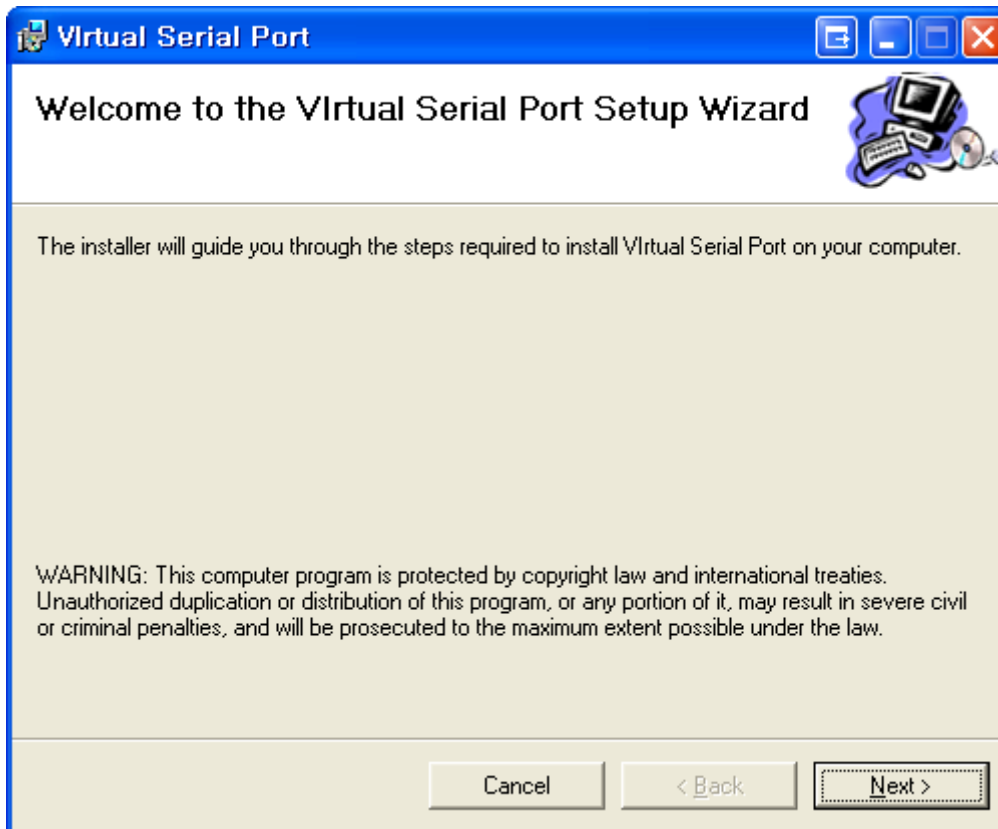 VIrtual Serial Port
Welcome to the VIrtual Serial Port Setup Wizard
The installer will guide you through the steps required to install VIrtual Serial Port on your computer.
WARNING: This computer program is protected by copyright law and international treaties.
Unauthorized duplication or distribution of this program, or any portion of it, may result in severe civil
or criminal penalties, and will be prosecuted to the maximum extent possible under the law.
Cancel
< Back
Next >